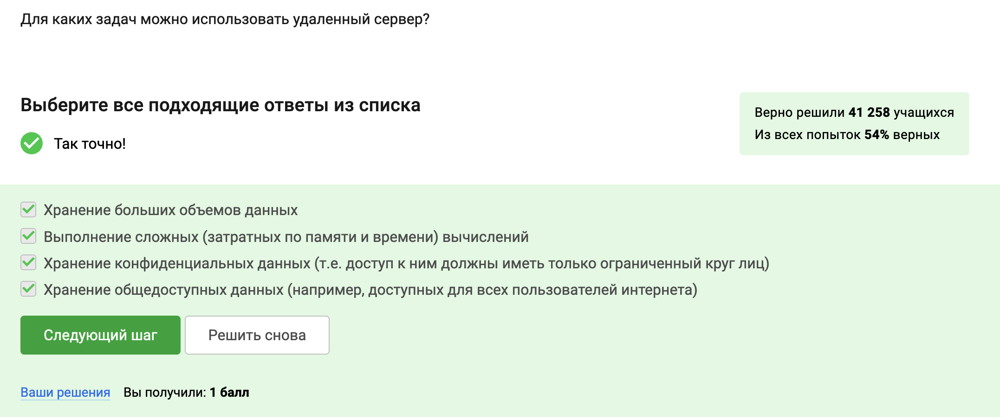 Для каких задач можно использовать удаленный сервер?
Выберите все подходящие ответы из списка
Так точно!
Верно решили 41 258 учащихся
Из всех попыток 54% верных
Хранение больших объемов данных
Выполнение сложных (затратных по памяти и времени) вычислений
Хранение конфиденциальных данных (т.е. доступ к ним должны иметь только ограниченный круг лиц)
Хранение общедоступных данных (например, доступных для всех пользователей интернета)
Следующий шаг
Решить снова
Ваши решения Вы получили: 1 балл